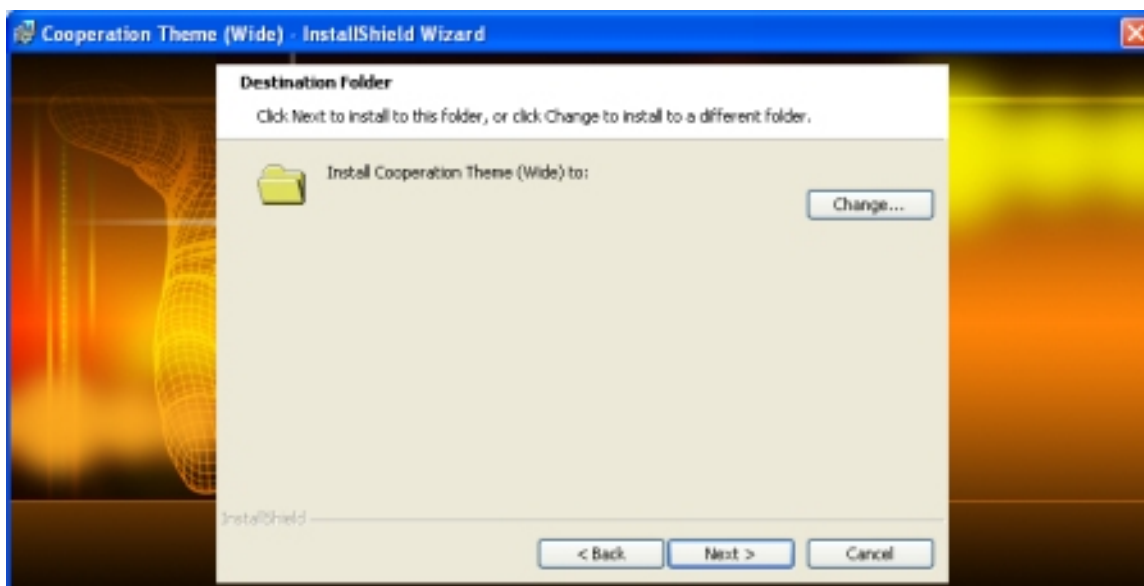 Cooperation Theme (Wide) - InstallShield Wizard
Destination Folder
Click Next to install to this folder, or click Change to install to a different folder.
Install Cooperation Theme (Wide) to:
Change...
InstallShield
< Back
Next >
Cancel